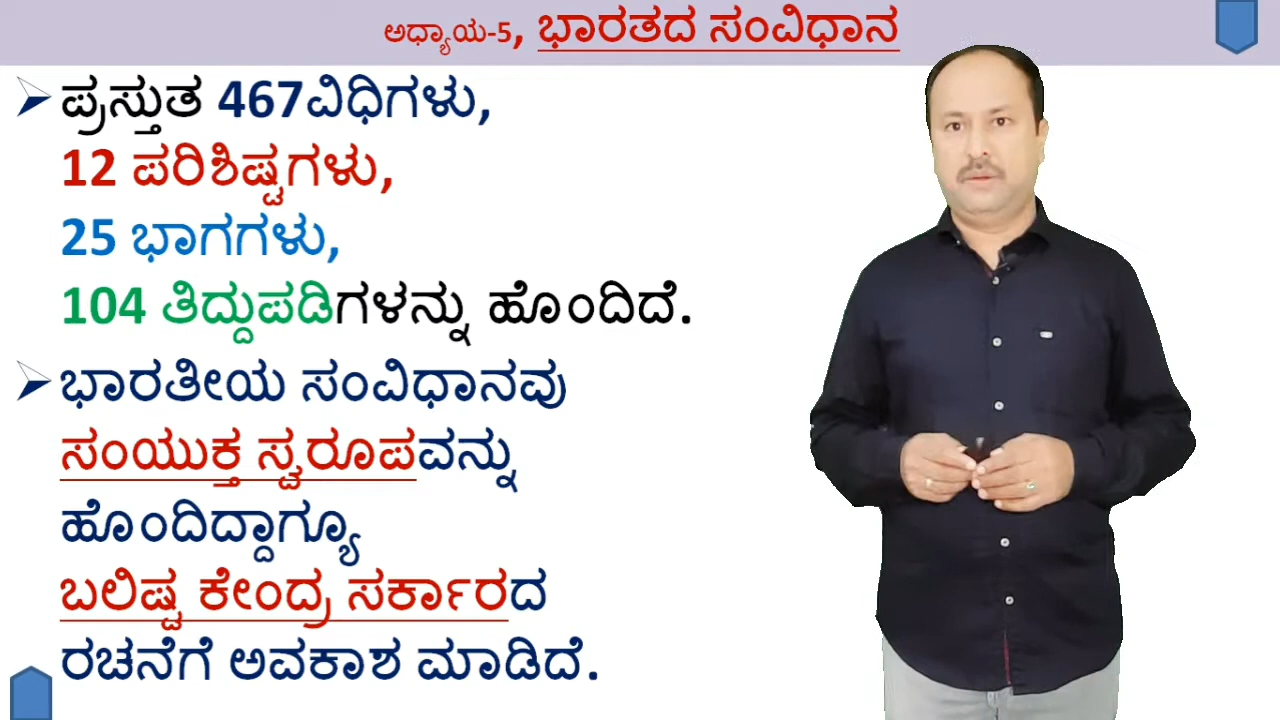 ಅಧ್ಯಾಯ-5, ಭಾರತದ ಸಂವಿಧಾನ
ಪ್ರಸ್ತುತ 467ವಿಧಿಗಳು,
12 ಪರಿಶಿಷ್ಟಗಳು,
25 ಭಾಗಗಳು,
104 ತಿದ್ದುಪಡಿಗಳನ್ನು ಹೊಂದಿದೆ.
ಭಾರತೀಯ ಸಂವಿಧಾನವು
ಸಂಯುಕ್ತ ಸ್ವರೂಪವನ್ನು
ಹೊಂದಿದ್ದಾಗ್ಯೂ
ಬಲಿಷ್ಟ ಕೇಂದ್ರ ಸರ್ಕಾರದ
ರಚನೆಗೆ ಅವಕಾಶ ಮಾಡಿದೆ.